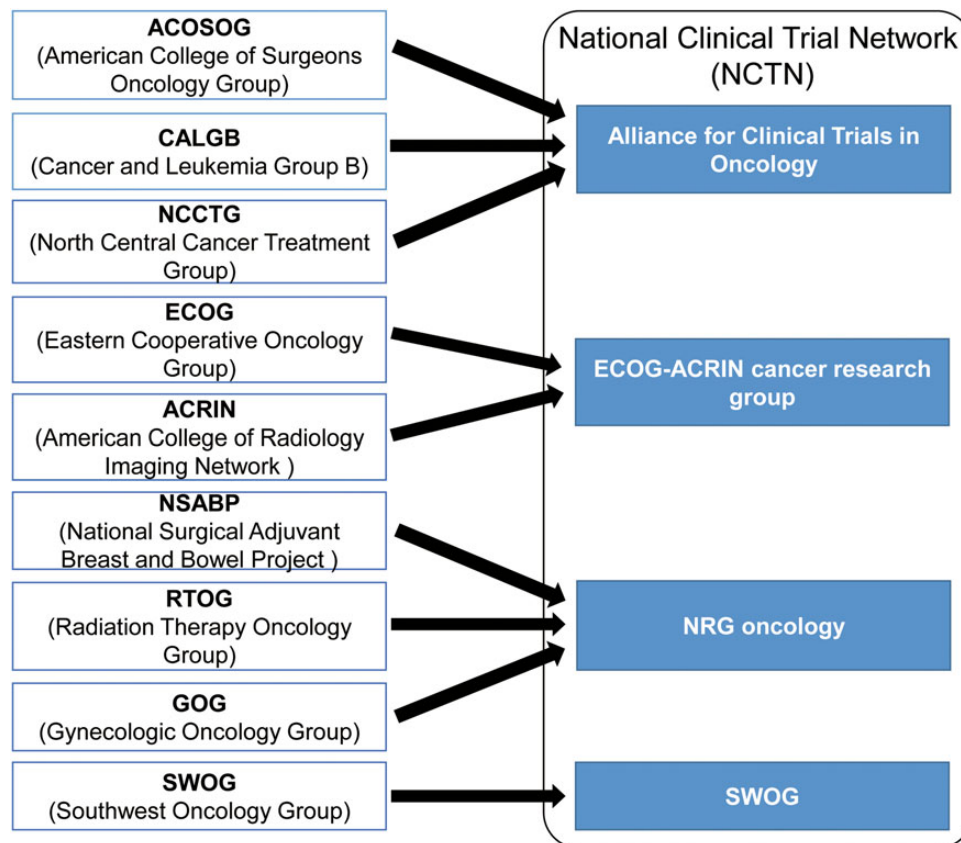 ACOSOG
(American College of Surgeons
Oncology Group)
CALGB
(Cancer and Leukemia Group B)
NCCTG
(North Central Cancer Treatment
Group)
ECOG
(Eastern Cooperative Oncology
Group)
ACRIN
(American College of Radiology
Imaging Network )
NSABP
(National Surgical Adjuvant
Breast and Bowel Project )
RTOG
(Radiation Therapy Oncology
Group)
GOG
(Gynecologic Oncology Group)
SWOG
(Southwest Oncology Group)
National Clinical Trial Network
(NCTN)
Alliance for Clinical Trials in
Oncology
ECOG-ACRIN cancer research
group
NRG oncology
SWOG